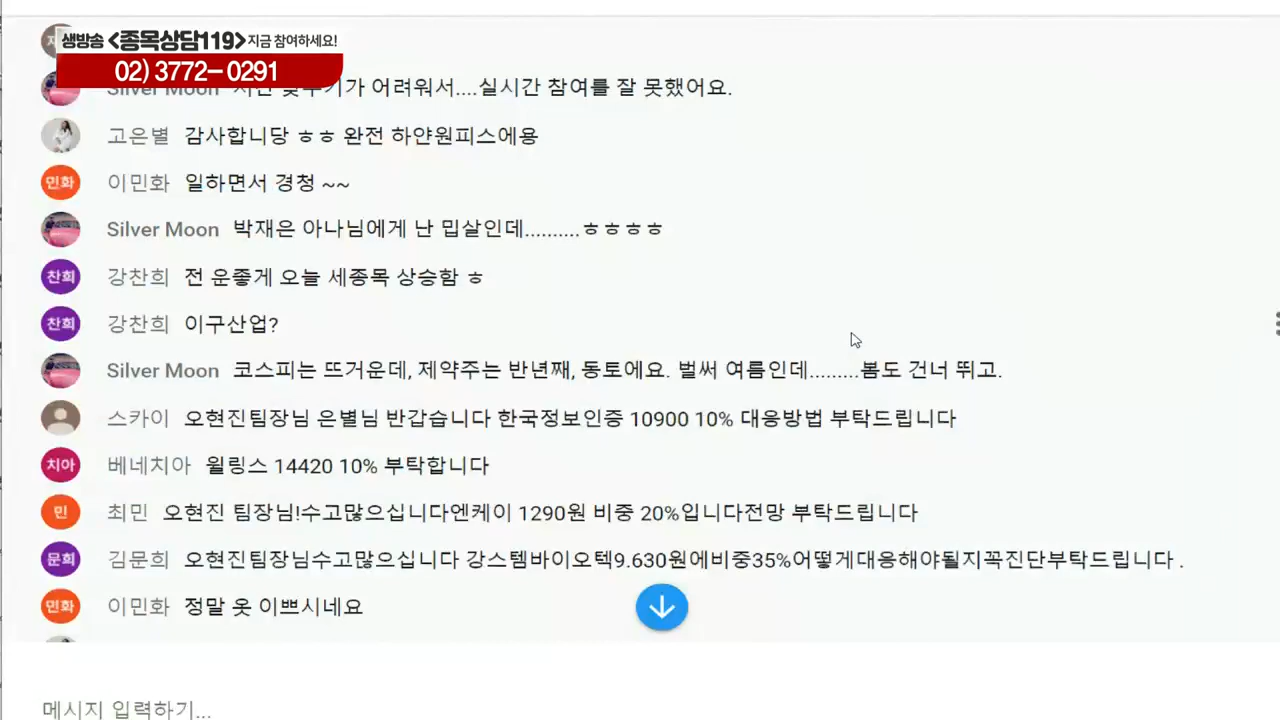 생방송 <종목상담119> 지금 참여하세요!
02) 3772-0291
Silver Moon 시간 맞추기가 어려워서....실시간 참여를 잘 못했어요.
고은별 감사합니당 ㅎㅎ 완전 하얀원피스에용
민화 이민화 일하면서 경청 ~~
Silver Moon 박재은 아나님에게 난 밉살인데..........ㅎㅎㅎㅎ
찬희 강찬희 전 운좋게 오늘 세종목 상승함 ㅎ
찬희 강찬희 이구산업?
Silver Moon 코스피는 뜨거운데, 제약주는 반년째, 동토에요. 벌써 여름인데.........봄도 건너 뛰고.
스카이 오현진팀장님 은별님 반갑습니다 한국정보인증 10900 10% 대응방법 부탁드립니다
치아 베네치아 윌링스 14420 10% 부탁합니다
민 최민 오현진 팀장님!수고많으십니다엔케이 1290원 비중 20%입니다전망 부탁드립니다
문희 김문희 오현진팀장님수고많으십니다 강스템바이오텍9.630원에비중35%어떻게대응해야될지꼭진단부탁드립니다 .
민화 이민화 정말 옷 이쁘시네요
메시지 입력하기...